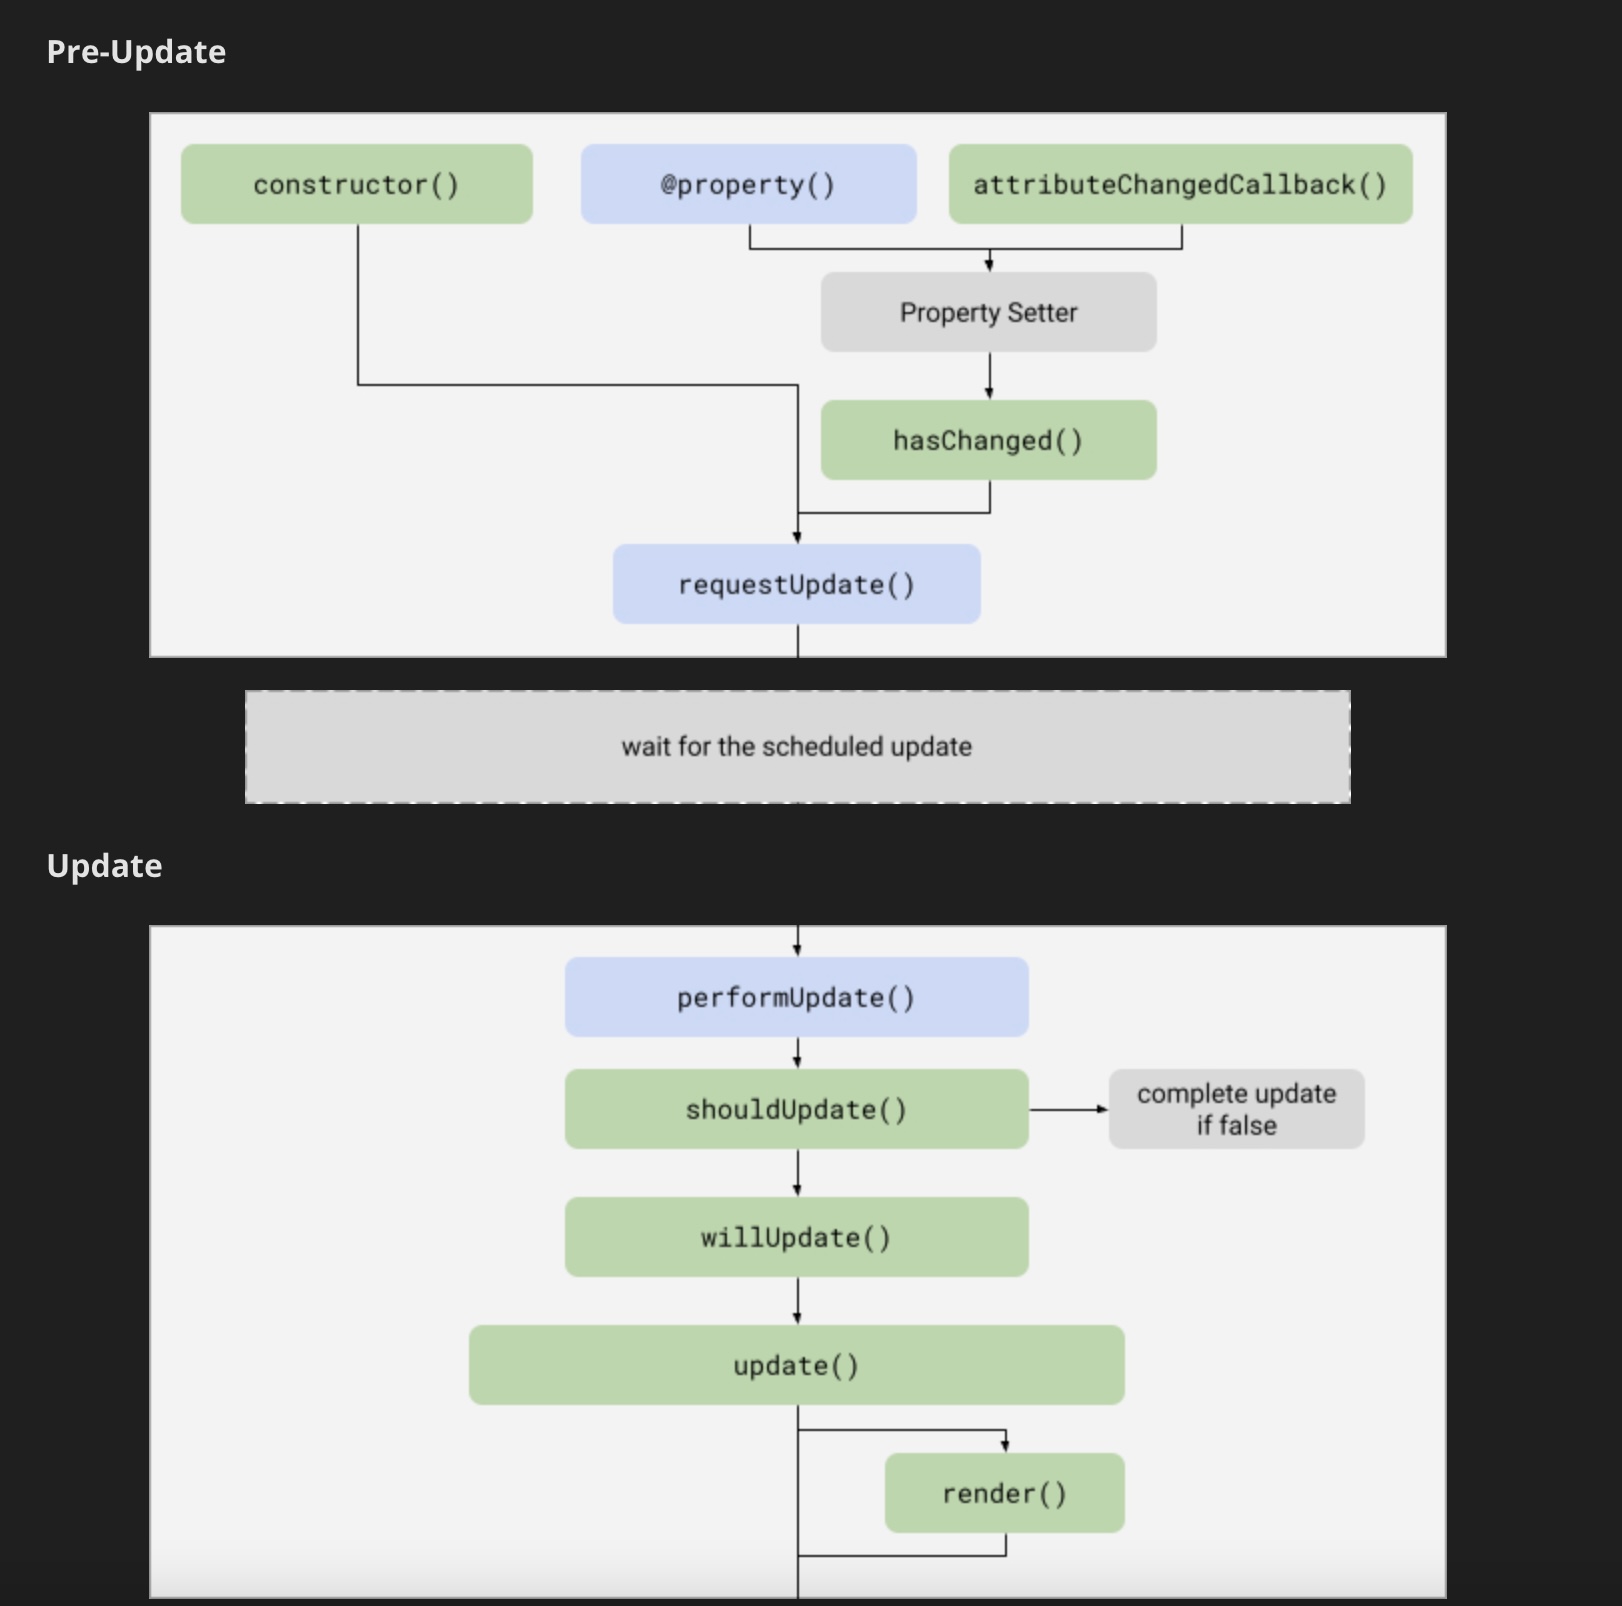 Pre-Update
constructor()
@property()
attributeChangedCallback()
Property Setter
hasChanged()
requestUpdate()
wait for the scheduled update
Update
performUpdate()
shouldUpdate()
complete update
if false
willUpdate()
update()
render()